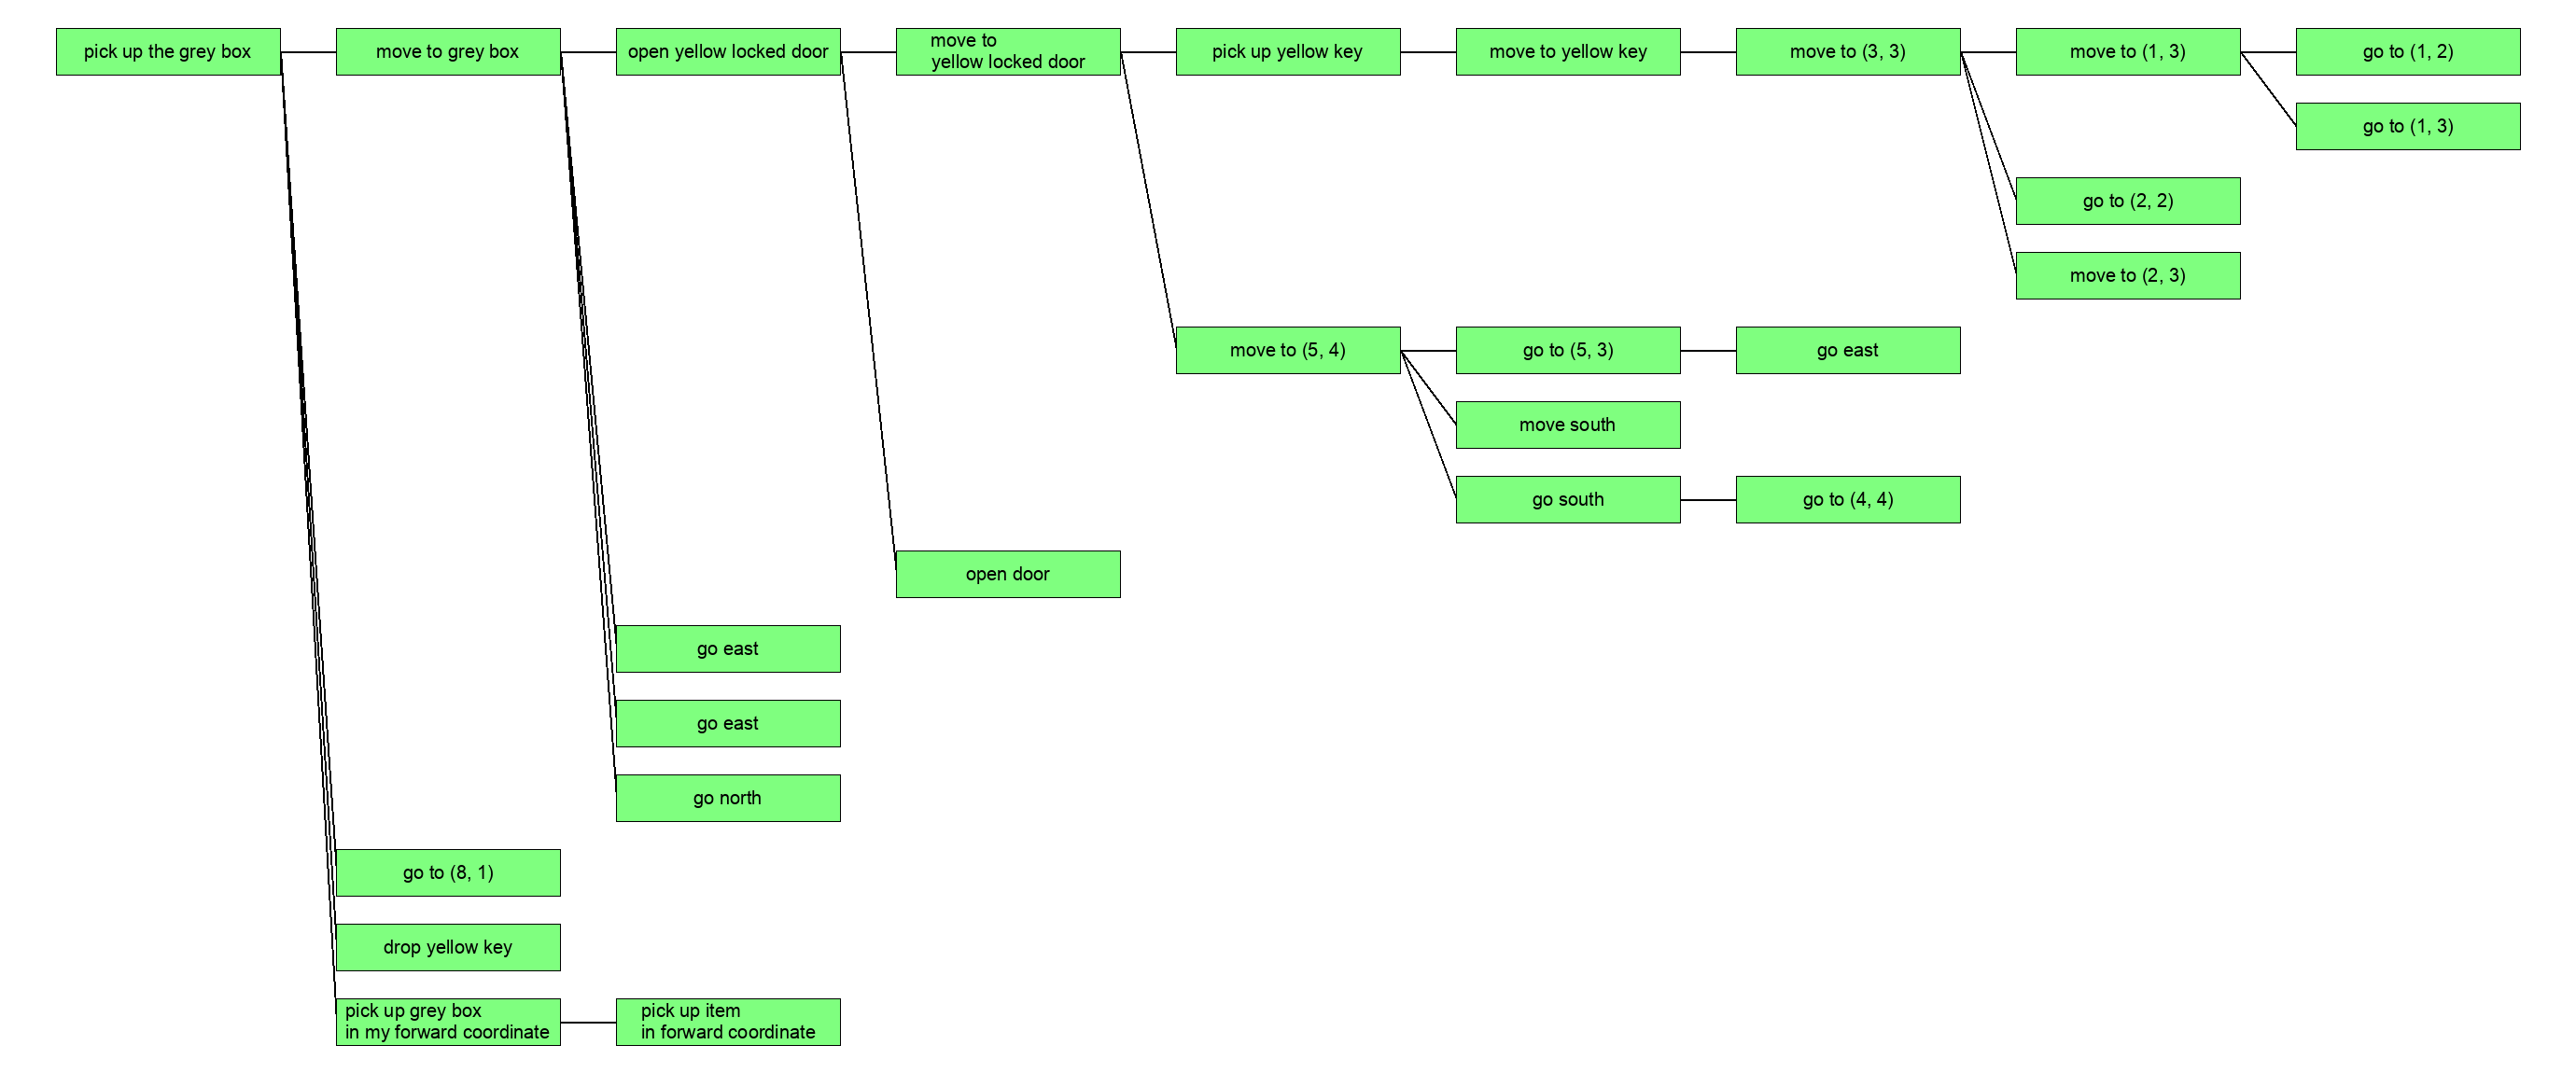 pick up the grey box
move to grey box
open yellow locked door
move to
yellow locked door
pick up yellow key
move to yellow key
move to (3, 3)
move to (1, 3)
go to (1, 2)
go to (1, 3)
go to (2, 2)
move to (2, 3)
move to (5, 4)
go to (5, 3)
go east
move south
go south
go to (4, 4)
open door
go east
go east
go north
go to (8, 1)
drop yellow key
pick up grey box
in my forward coordinate
pick up item
in forward coordinate